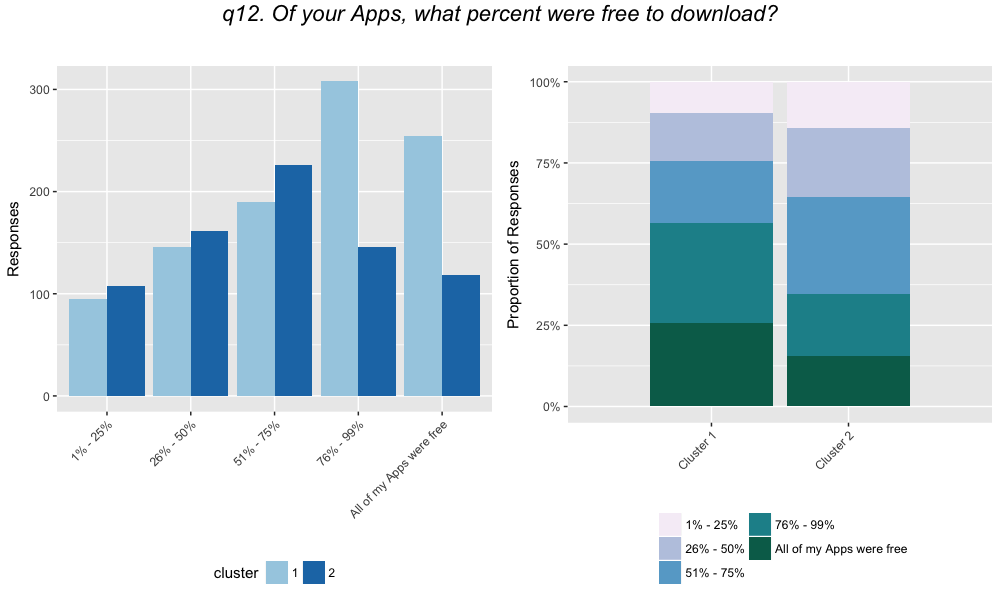 q12. Of your Apps, what percent were free to download?
Responses
300
200
100
0
1% - 25%
26% - 50%
51% - 75%
76% - 99%
All of my Apps were free
cluster 1 2
Proportion of Responses
100%
75%
50%
25%
0%
Cluster 1
Cluster 2
1% - 25% 76% - 99%
26% - 50% All of my Apps were free
51% - 75%